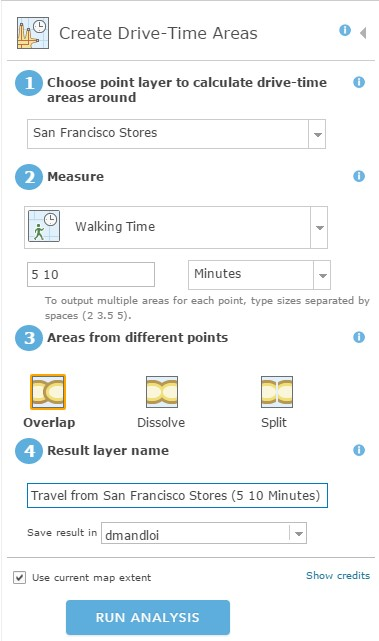 Create Drive-Time Areas
1 Choose point layer to calculate drive-time
areas around
San Francisco Stores
2 Measure
Walking Time
5 10 Minutes
To output multiple areas for each point, type sizes separated by
spaces (2 3.5 5).
3 Areas from different points
Overlap Dissolve Split
4 Result layer name
Travel from San Francisco Stores (5 10 Minutes)
Save result in dmandloi
Use current map extent Show credits
RUN ANALYSIS